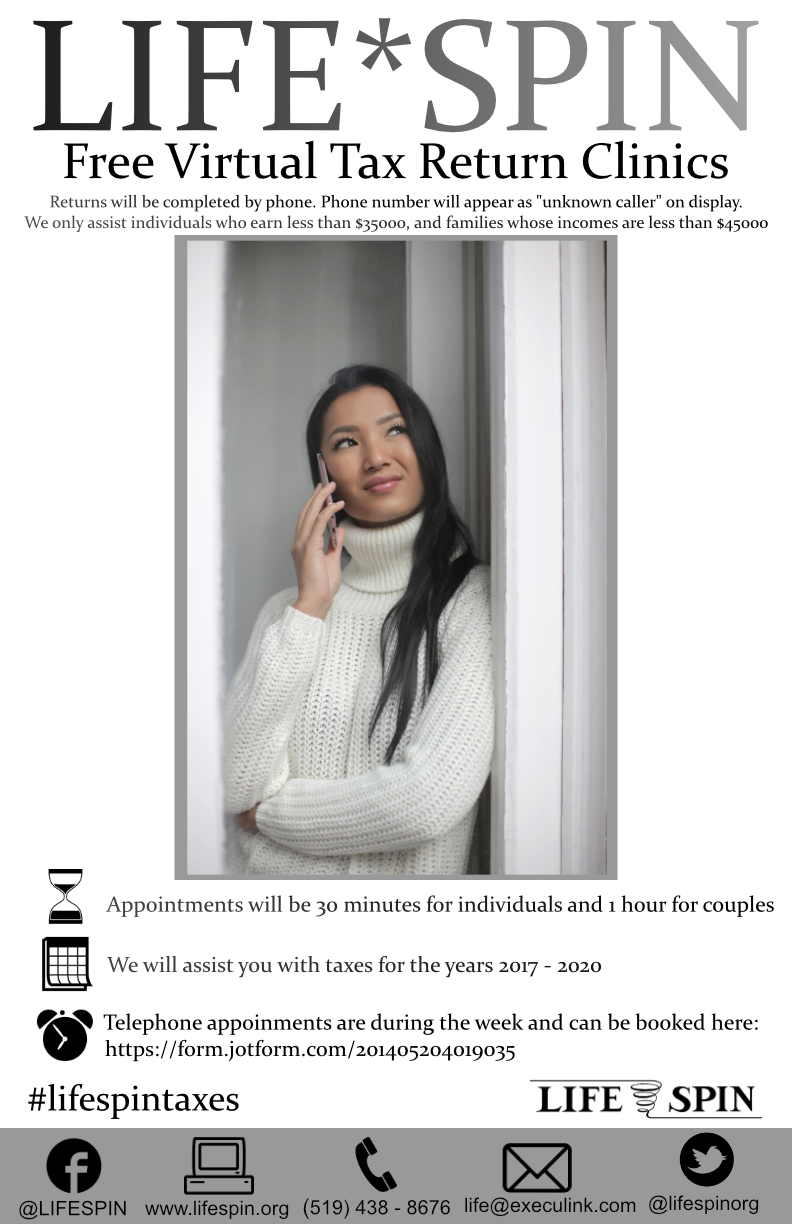 LIFE*SPIN
Free Virtual Tax Return Clinics
Returns will be completed by phone. Phone number will appear as "unknown caller" on display.
We only assist individuals who earn less than $35000, and families whose incomes are less than $45000
Appointments will be 30 minutes for individuals and 1 hour for couples
We will assist you with taxes for the years 2017 - 2020
Telephone appoinments are during the week and can be booked here:
https://form.jotform.com/201405204019035
#lifespintaxes
LIFE SPIN
@LIFESPIN
www.lifespin.org
(519) 438 - 8676
life@execulink.com
@lifespinorg